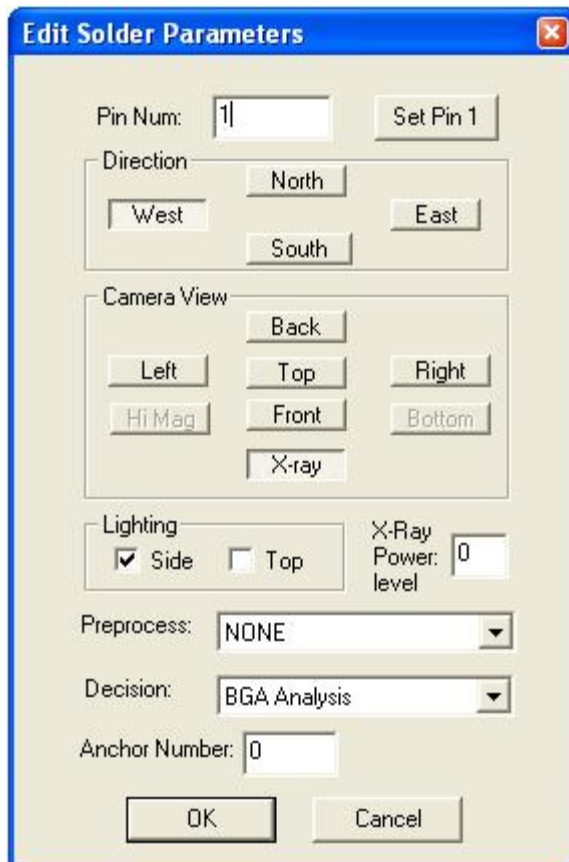 Edit Solder Parameters
Pin Num: 1 Set Pin 1
Direction
North
West East
South
Camera View
Back
Left Top Right
Hi Mag Front Bottom
X-ray
Lighting
Side Top
X-Ray
Power: 0
level
Preprocess: NONE
Decision: BGA Analysis
Anchor Number: 0
OK Cancel